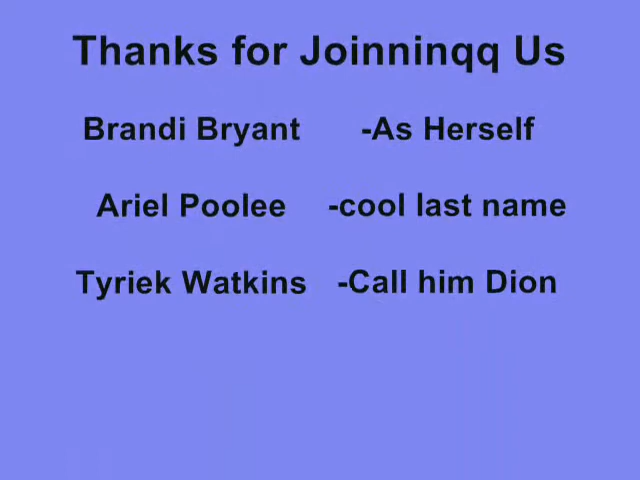 Thanks for Joinninqq Us
Brandi Bryant -As Herself
Ariel Poolee -cool last name
Tyriek Watkins -Call him Dion